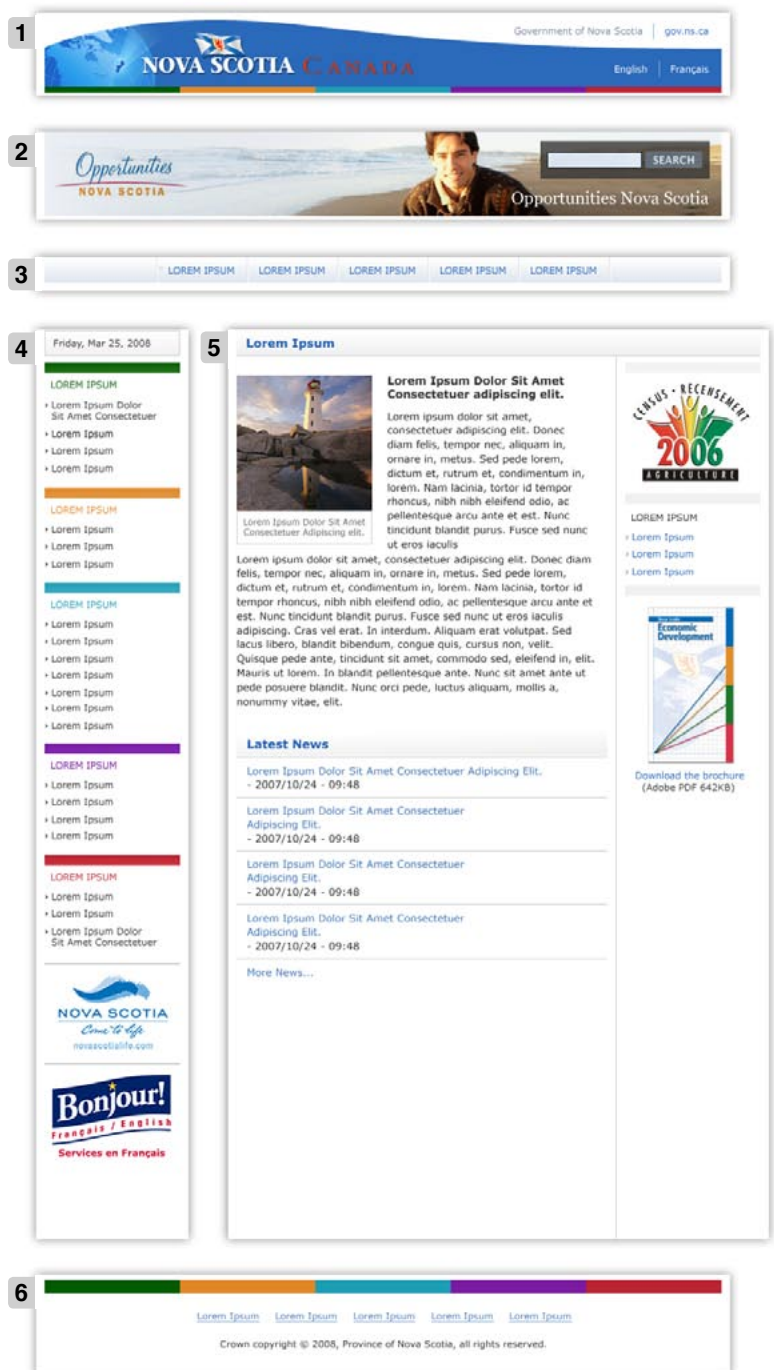 1
Government of Nova Scotia gov.ns.ca
NOVA SCOTIA CANADA
English Français
2
Opportunities
NOVA SCOTIA
SEARCH
Opportunities Nova Scotia
3
LOREM IPSUM LOREM IPSUM LOREM IPSUM LOREM IPSUM LOREM IPSUM
4
Friday, Mar 25, 2008
LOREM IPSUM
Lorem Ipsum Dolor
Sit Amet Consectetuer
Lorem Ipsum
Lorem Ipsum
Lorem Ipsum
LOREM IPSUM
Lorem Ipsum
Lorem Ipsum
Lorem Ipsum
LOREM IPSUM
Lorem Ipsum
Lorem Ipsum
Lorem Ipsum
Lorem Ipsum
Lorem Ipsum
Lorem Ipsum
Lorem Ipsum
LOREM IPSUM
Lorem Ipsum
Lorem Ipsum
Lorem Ipsum
Lorem Ipsum
LOREM IPSUM
Lorem Ipsum
Lorem Ipsum
Lorem Ipsum Dolor
Sit Amet Consectetuer
NOVA SCOTIA
Come to life
novascotialife.com
Bonjour!
Français / English
Services en Français
5
Lorem Ipsum
Lorem Ipsum Dolor Sit Amet
Consectetuer adipiscing elit.
Lorem ipsum dolor sit amet,
consectetuer adipiscing elit. Donec
diam felis, tempor nec, aliquam in,
ornare in, metus. Sed pede lorem,
dictum et, rutrum et, condimentum in,
lorem. Nam lacinia, tortor id tempor
rhoncus, nibh nibh eleifend odio, ac
pellentesque arcu ante et est. Nunc
tincidunt blandit purus. Fusce sed nunc
ut eros iaculis
Lorem Ipsum Dolor Sit Amet
Consectetuer Adipiscing elit.
Lorem ipsum dolor sit amet, consectetuer adipiscing elit. Donec diam
felis, tempor nec, aliquam in, ornare in, metus. Sed pede lorem,
dictum et, rutrum et, condimentum in, lorem. Nam lacinia, tortor id
tempor rhoncus, nibh nibh eleifend odio, ac pellentesque arcu ante et
est. Nunc tincidunt blandit purus. Fusce sed nunc ut eros iaculis
adipiscing. Cras vel erat. In interdum. Aliquam erat volutpat. Sed
lacus libero, blandit bibendum, congue quis, cursus non, velit.
Quisque pede ante, tincidunt sit amet, commodo sed, eleifend in, elit.
Mauris ut lorem. In blandit pellentesque ante. Nunc sit amet ante ut
pede posuere blandit. Nunc orci pede, luctus aliquam, mollis a,
nonummy vitae, elit.
Latest News
Lorem Ipsum Dolor Sit Amet Consectetuer Adipiscing Elit.
- 2007/10/24 - 09:48
Lorem Ipsum Dolor Sit Amet Consectetuer
Adipiscing Elit.
- 2007/10/24 - 09:48
Lorem Ipsum Dolor Sit Amet Consectetuer
Adipiscing Elit.
- 2007/10/24 - 09:48
Lorem Ipsum Dolor Sit Amet Consectetuer
Adipiscing Elit.
- 2007/10/24 - 09:48
More News...
CENSUS · RECENSEMENT
2006
AGRICULTURE
LOREM IPSUM
Lorem Ipsum
Lorem Ipsum
Lorem Ipsum
Economic
Development
Download the brochure
(Adobe PDF 642KB)
6
Lorem Ipsum Lorem Ipsum Lorem Ipsum Lorem Ipsum Lorem Ipsum
Crown copyright © 2008, Province of Nova Scotia, all rights reserved.